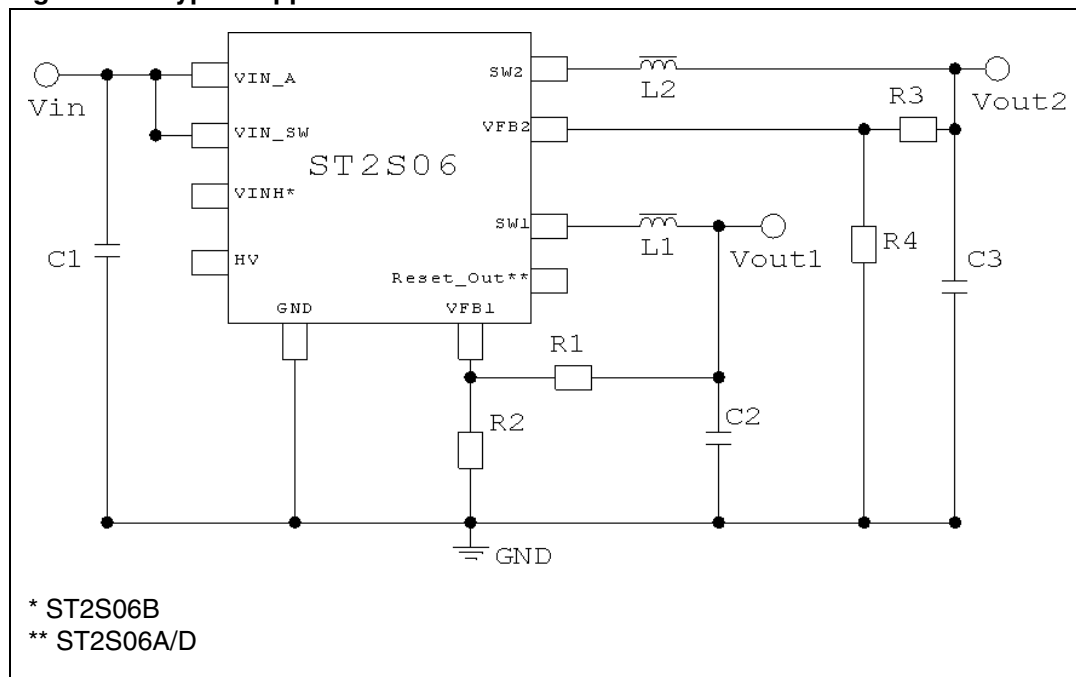 Vin
VIN_A
VIN_SW
VINH*
HV
GND
VFB1
ST2S06
SW2
VFB2
SW1
Reset_Out**
L2
R3
Vout2
L1
Vout1
R4
C3
C1
R1
R2
C2
GND
* ST2S06B
** ST2S06A/D